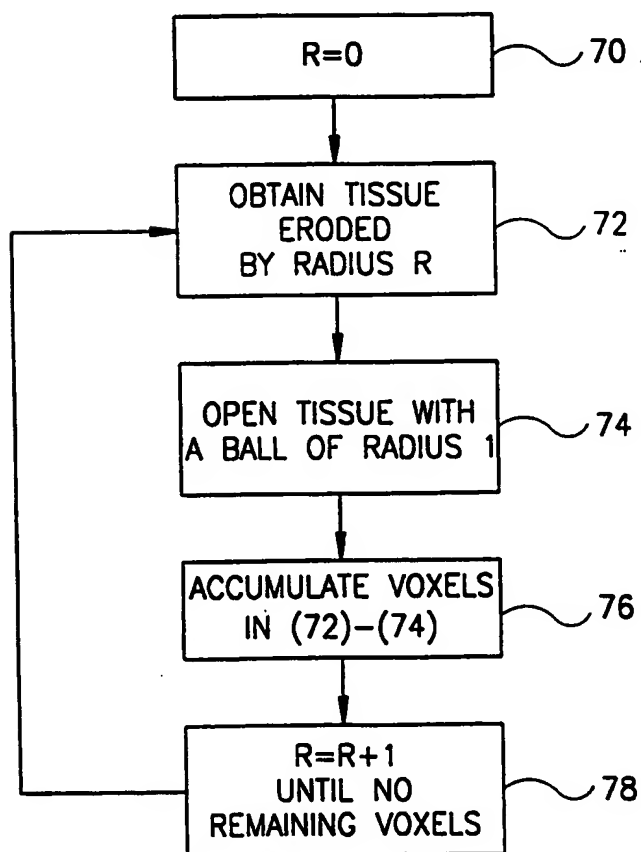 R=0
70
OBTAIN TISSUE
ERODED
BY RADIUS R
72
OPEN TISSUE WITH
A BALL OF RADIUS 1
74
ACCUMULATE VOXELS
IN (72)-(74)
76
R=R+1
UNTIL NO
REMAINING VOXELS
78